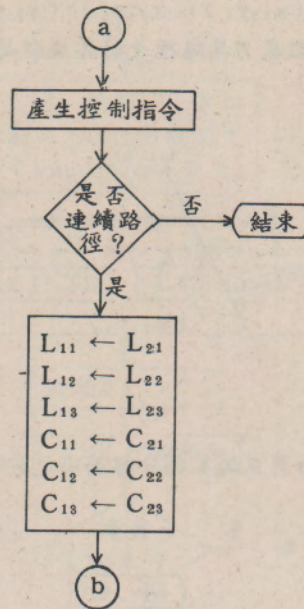 a
產生控制指令
是否
連續路
徑?
否
結束
是
L₁₁ ← L₂₁
L₁₂ ← L₂₂
L₁₃ ← L₂₃
C₁₁ ← C₂₁
C₁₂ ← C₂₂
C₁₃ ← C₂₃
b